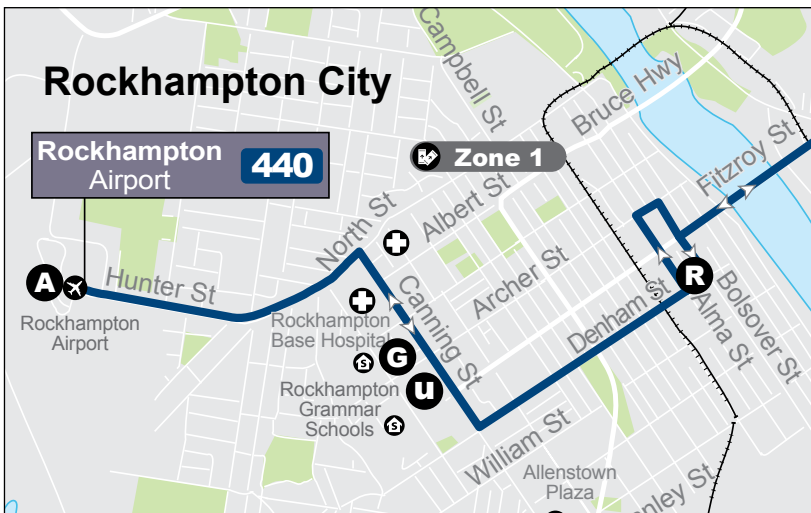 Rockhampton City
Campbell St
Bruce Hwy
Rockhampton
Airport
440
Zone 1
Fitzroy St
North St
Albert St
A
Hunter St
Archer St
R
Rockhampton
Airport
Canning St
Denham St
Alma St
Bolsover St
Rockhampton
Base Hospital
S
G
Rockhampton
Grammar
Schools
S
u
William St
Allenstown
Plaza
nley St